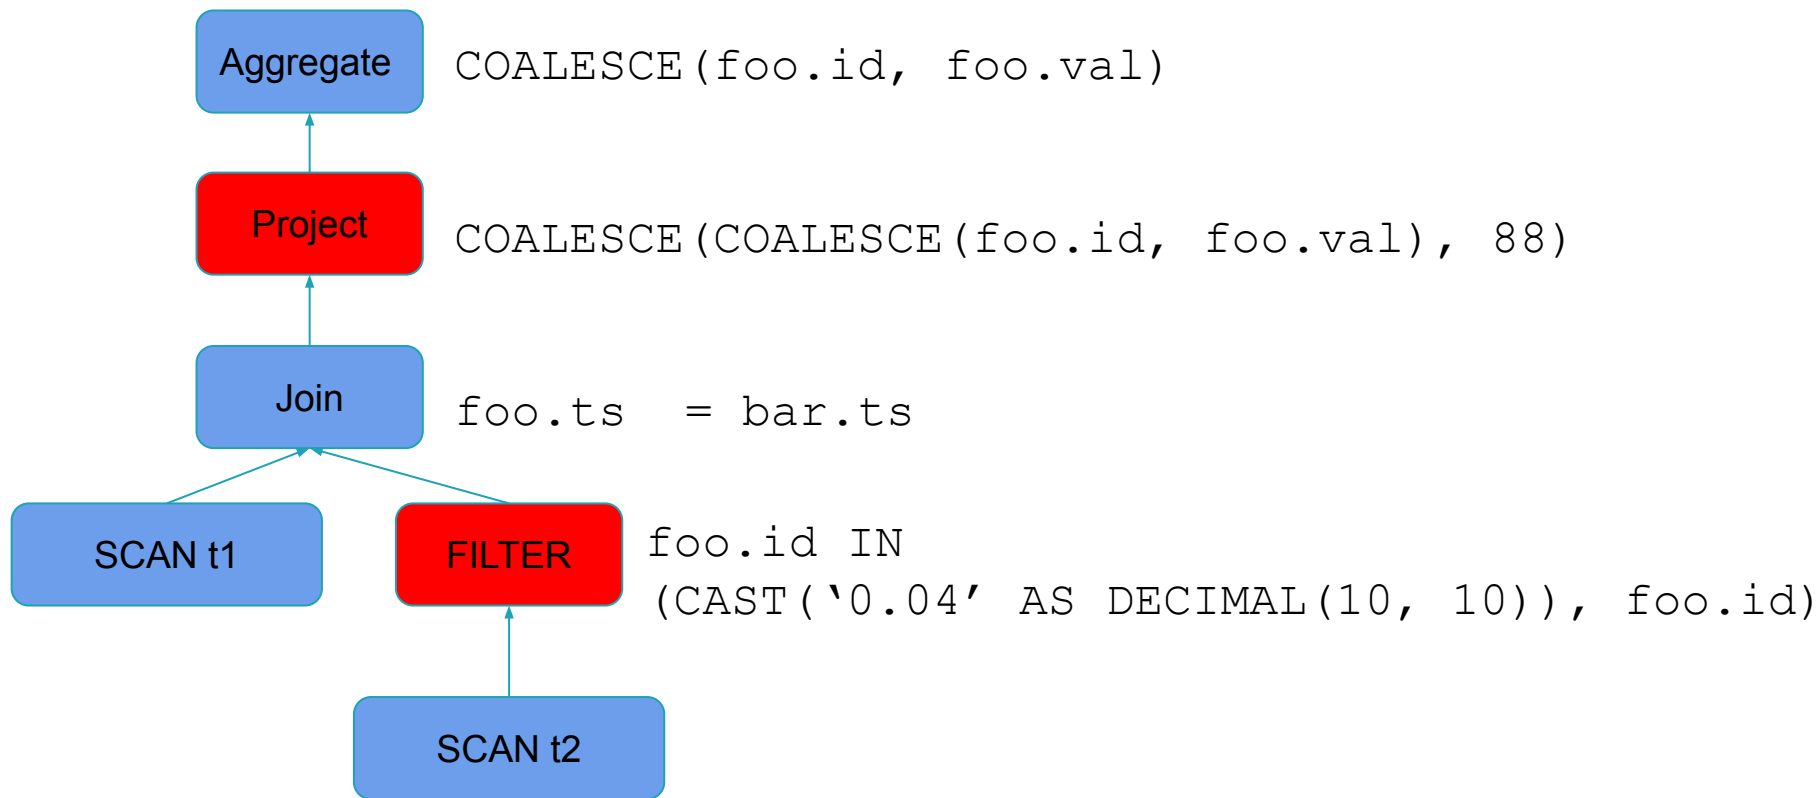 Aggregate
COALESCE(foo.id, foo.val)
Project
COALESCE(COALESCE(foo.id, foo.val), 88)
Join
foo.ts  = bar.ts
SCAN t1
FILTER
foo.id IN
(CAST(‘0.04’ AS DECIMAL(10, 10)), foo.id)
SCAN t2